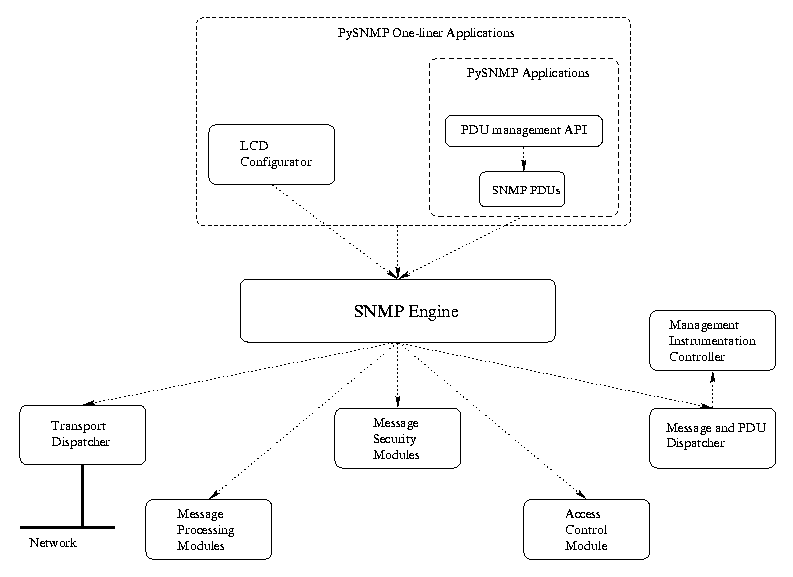 PySNMP One-liner Applications
PySNMP Applications
PDU management API
LCD
Configurator
SNMP PDUs
SNMP Engine
Management
Instrumentation
Controller
Transport
Dispatcher
Message
Security
Modules
Message and PDU
Dispatcher
Message
Processing
Modules
Access
Control
Module
Network